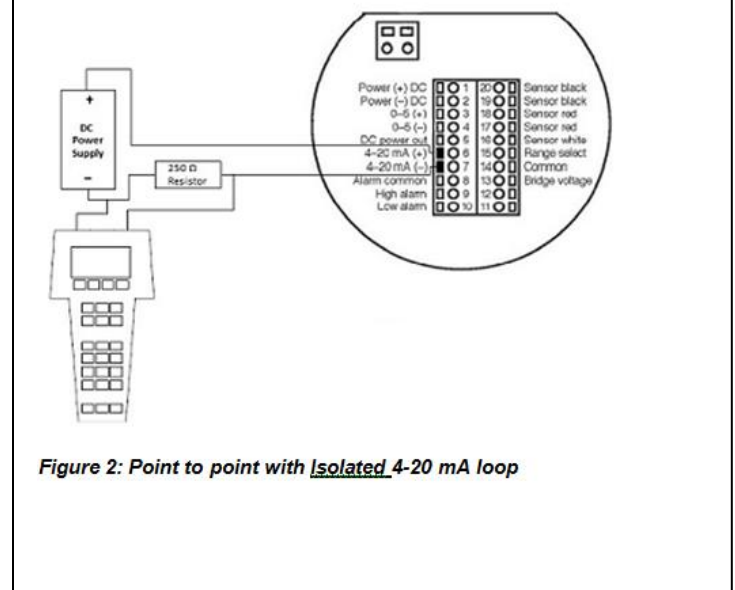 +
DC
Power
Supply
−
250 Ω
Resistor
Power (+) DC 1 20 Sensor black
Power (−) DC 2 19 Sensor black
0–5 (+) 3 18 Sensor red
0–5 (−) 4 17 Sensor red
DC power out 5 16 Sensor white
4–20 mA (+) 6 15 Range select
4–20 mA (−) 7 14 Common
Alarm common 8 13 Bridge voltage
High alarm 9 12
Low alarm 10 11
Figure 2: Point to point with Isolated 4-20 mA loop